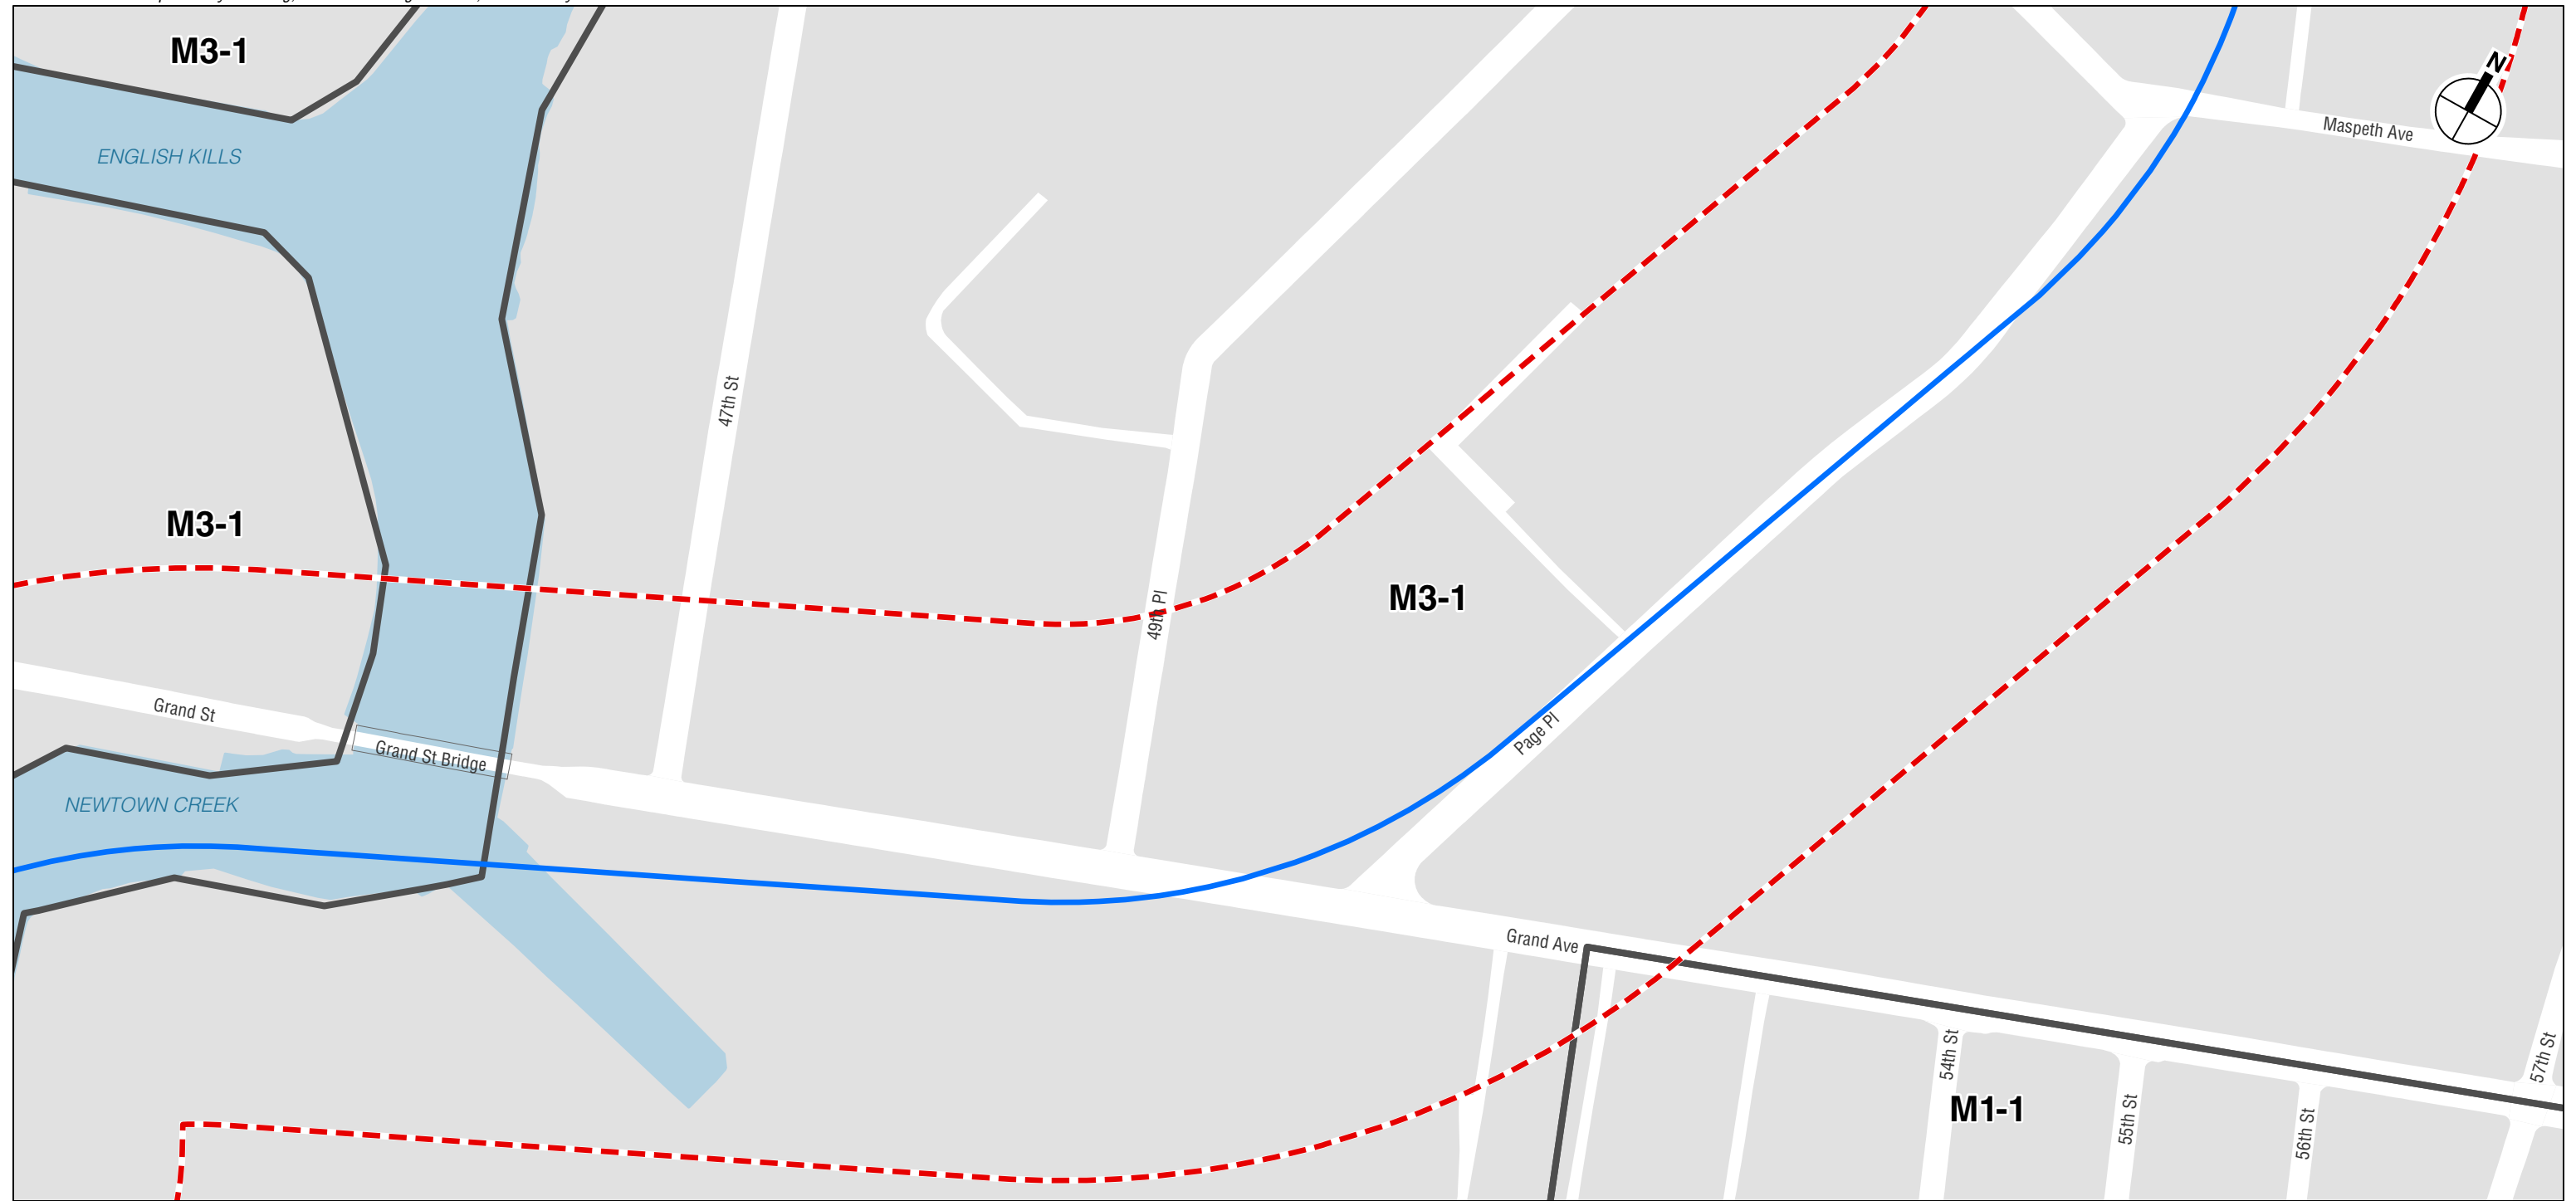 M3-1
N
Maspeth Ave
ENGLISH KILLS
47th St
M3-1
49th Pl
M3-1
Grand St
Page Pl
Grand St Bridge
NEWTOWN CREEK
Grand Ave
54th St
57th St
M1-1
55th St
56th St